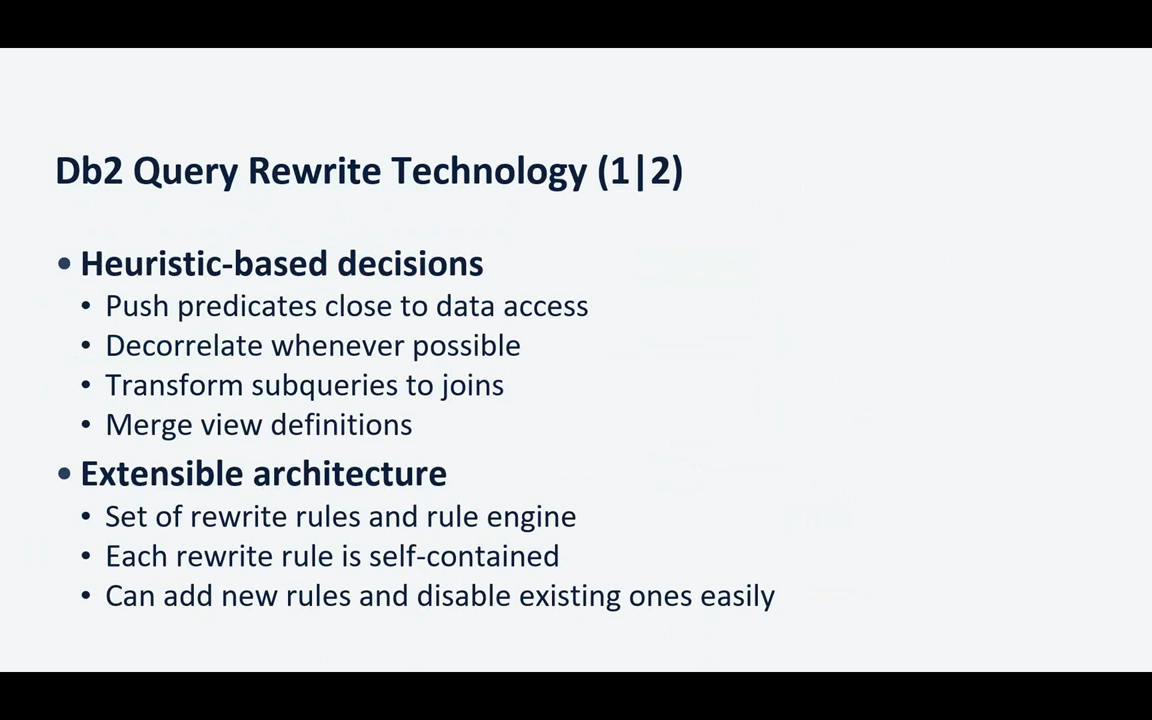 Db2 Query Rewrite Technology (1|2)
• Heuristic-based decisions
• Push predicates close to data access
• Decorrelate whenever possible
• Transform subqueries to joins
• Merge view definitions
• Extensible architecture
• Set of rewrite rules and rule engine
• Each rewrite rule is self-contained
• Can add new rules and disable existing ones easily